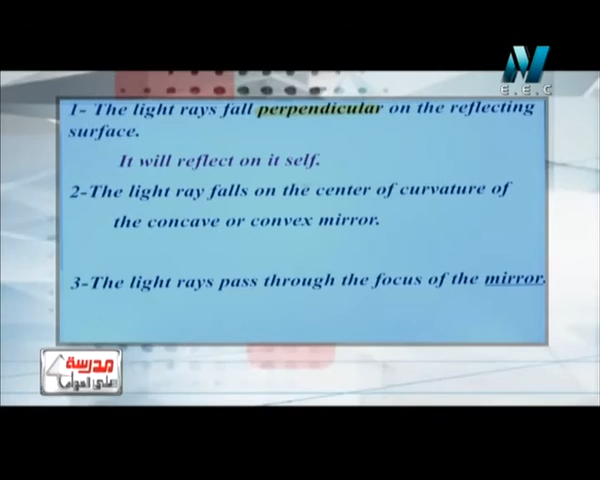 E.E.C
1- The light rays fall perpendicular on the reflecting
surface.
It will reflect on it self.
2-The light ray falls on the center of curvature of
the concave or convex mirror.
3-The light rays pass through the focus of the mirror.
مدرسة
على الهواء